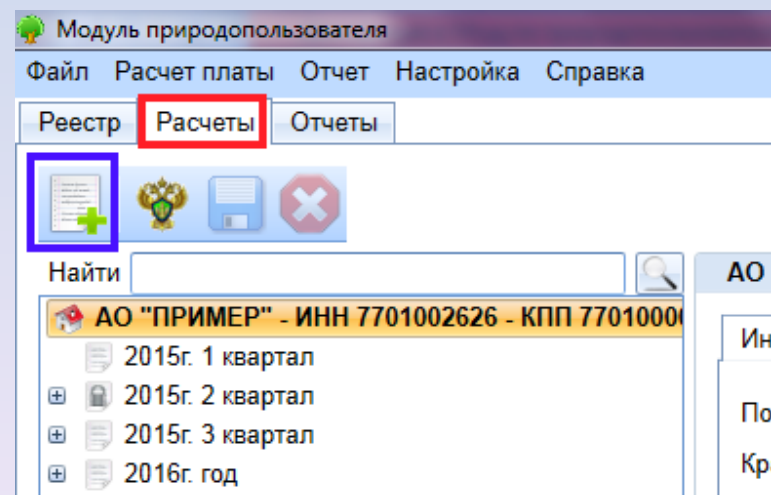 Модуль природопользователя
Файл Расчет платы Отчет Настройка Справка
Реестр Расчеты Отчеты
Найти
АО "ПРИМЕР" - ИНН 7701002626 - КПП 7701000
2015г. 1 квартал
2015г. 2 квартал
2015г. 3 квартал
2016г. год
АО
Ин
По
Кр